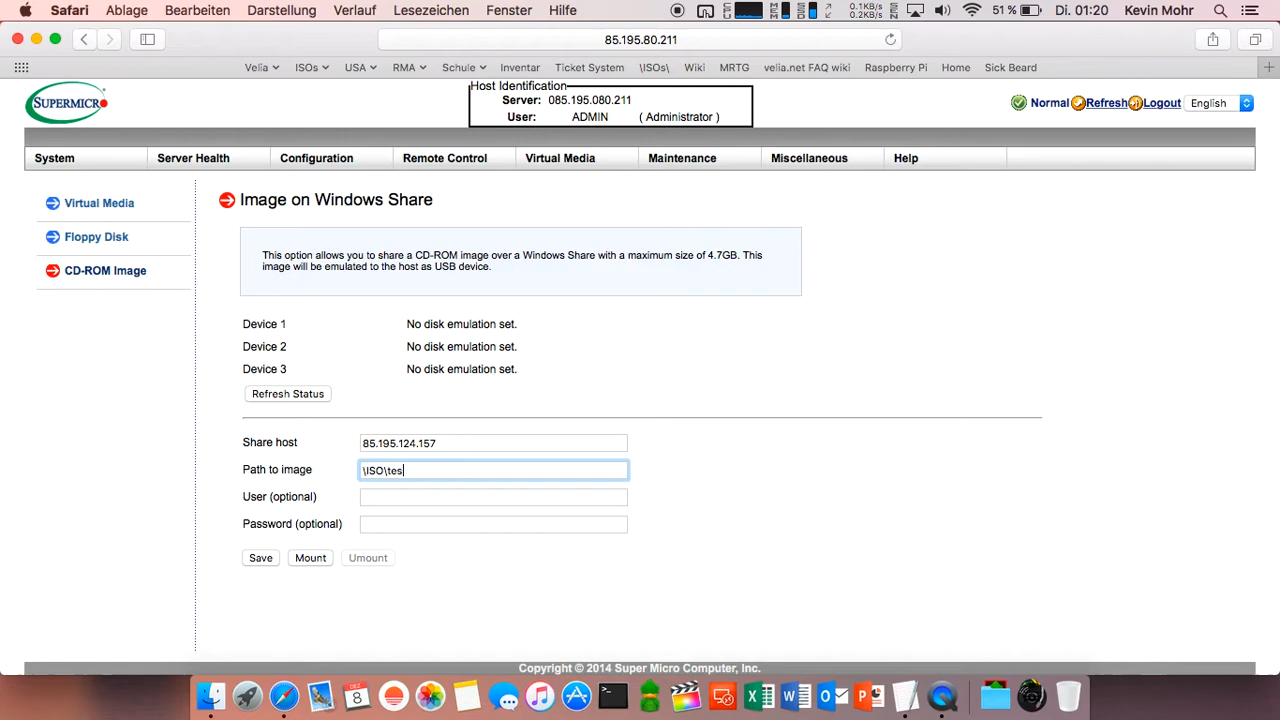 Safari Ablage Bearbeiten Darstellung Verlauf Lesezeichen Fenster Hilfe 0.1KB/s 0.2KB/s 51 % Di. 01:20 Kevin Mohr
85.195.80.211
Velia ISOs USA RMA Schule Inventar Ticket System \ISOs\ Wiki MRTG velia.net FAQ wiki Raspberry Pi Home Sick Beard
SUPERMICRO
Host Identification
Server: 085.195.080.211
User: ADMIN ( Administrator )
Normal Refresh Logout English
System Server Health Configuration Remote Control Virtual Media Maintenance Miscellaneous Help
Virtual Media
Floppy Disk
CD-ROM Image
Image on Windows Share
This option allows you to share a CD-ROM image over a Windows Share with a maximum size of 4.7GB. This
image will be emulated to the host as USB device.
Device 1 No disk emulation set.
Device 2 No disk emulation set.
Device 3 No disk emulation set.
Refresh Status
Share host 85.195.124.157
Path to image \ISO\tes
User (optional)
Password (optional)
Save Mount Umount
Copyright © 2014 Super Micro Computer, Inc.
DEZ
8